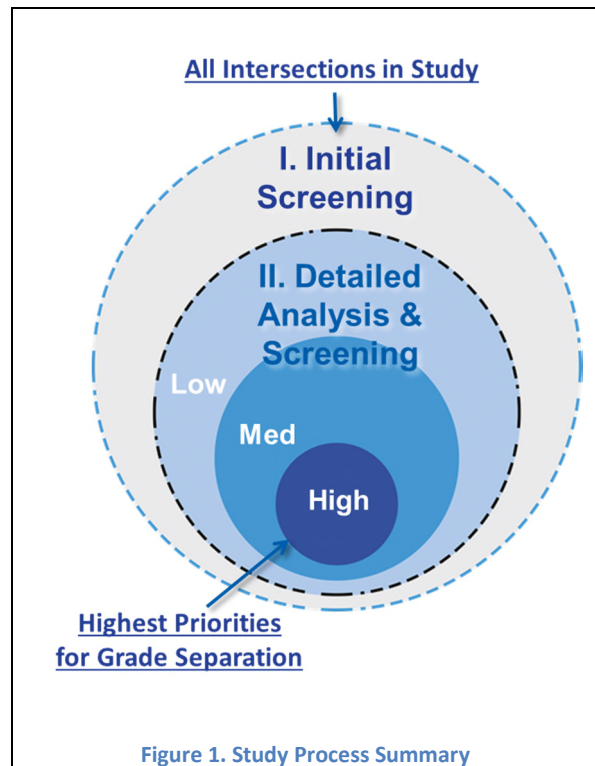 All Intersections in Study
I. Initial
Screening
II. Detailed
Analysis &
Screening
Low
Med
High
Highest Priorities
for Grade Separation
Figure 1. Study Process Summary